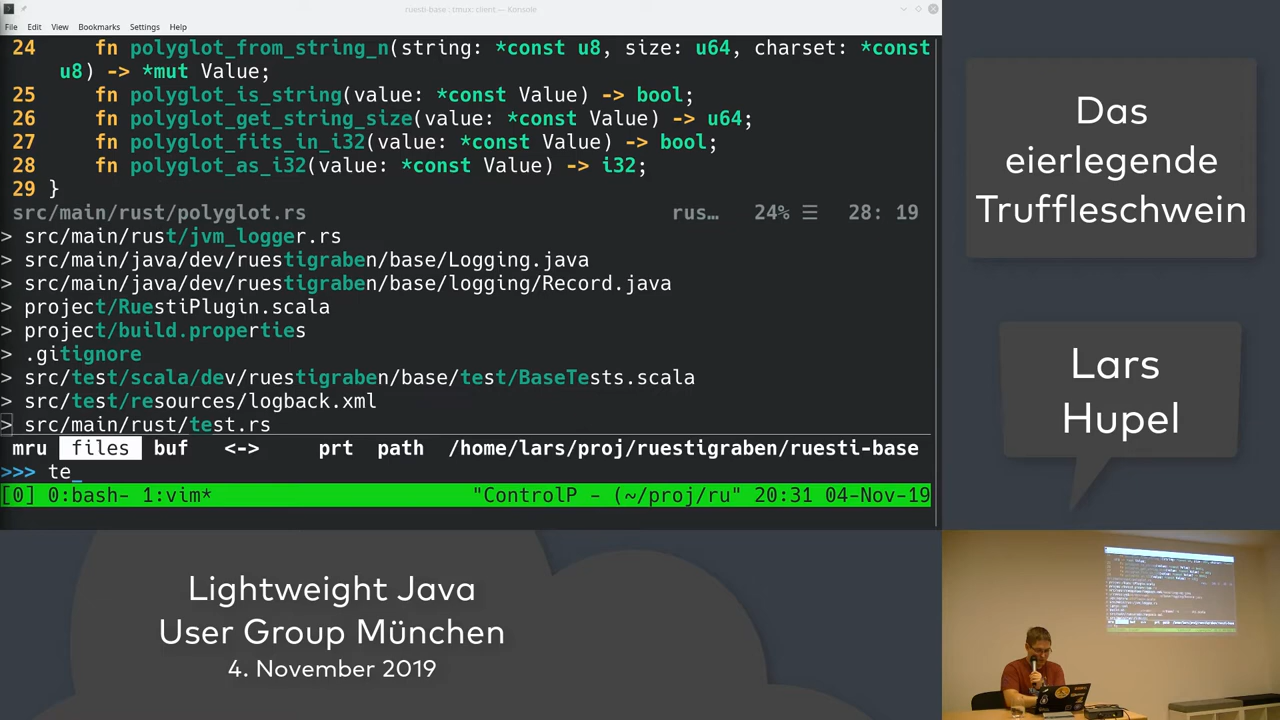 ruesti-base : cmus: client — Konsole
File Edit View Bookmarks Settings Help
24 fn polyglot_from_string_n(string: *const u8, size: u64, charset: *const
u8) -> *mut Value;
25 fn polyglot_is_string(value: *const Value) -> bool;
26 fn polyglot_get_string_size(value: *const Value) -> u64;
27 fn polyglot_fits_in_i32(value: *const Value) -> bool;
28 fn polyglot_as_i32(value: *const Value) -> i32;
29 }
src/main/rust/polyglot.rs rus… 24% ☰ 28: 19
> src/main/rust/jvm_logger.rs
> src/main/java/dev/ruestigraben/base/Logging.java
> src/main/java/dev/ruestigraben/base/logging/Record.java
> project/RuestiPlugin.scala
> project/build.properties
> .gitignore
> src/test/scala/dev/ruestigraben/base/test/BaseTests.scala
> src/test/resources/logback.xml
> src/main/rust/test.rs
mru files buf <-> prt path /home/lars/proj/ruestigraben/ruesti-base
>>> te_
[0] 0:bash- 1:vim* "ControlP - (~/proj/ru" 20:31 04-Nov-19
Das
eierlegende
Truffleschwein
Lars
Hupel
Lightweight Java
User Group München
4. November 2019